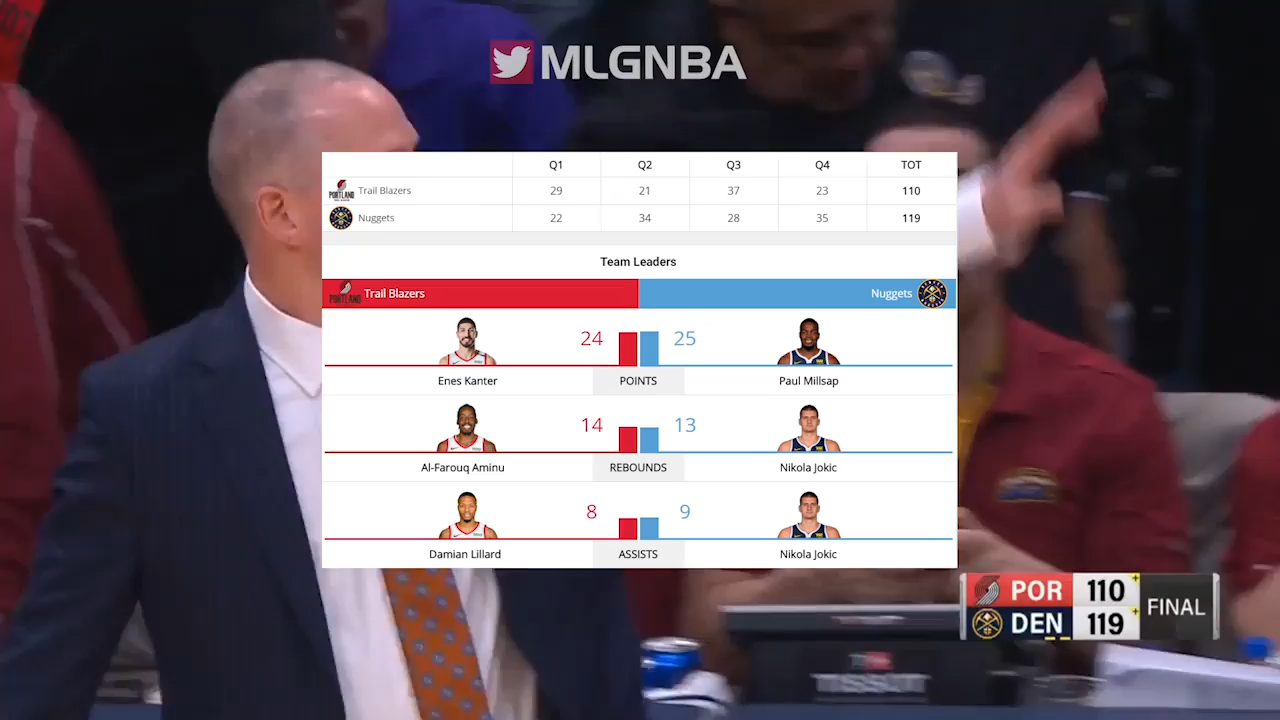 MLGNBA
Q1 Q2 Q3 Q4 TOT
Trail Blazers 29 21 37 23 110
Nuggets 22 34 28 35 119
Team Leaders
Trail Blazers Nuggets
24 25
Enes Kanter POINTS Paul Millsap
14 13
Al-Farouq Aminu REBOUNDS Nikola Jokic
8 9
Damian Lillard ASSISTS Nikola Jokic
POR 110
DEN 119
FINAL
TISSOT